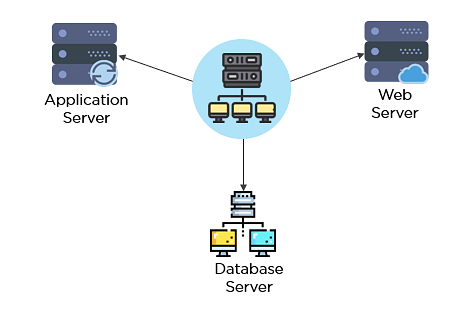 Application
Server
Web
Server
Database
Server